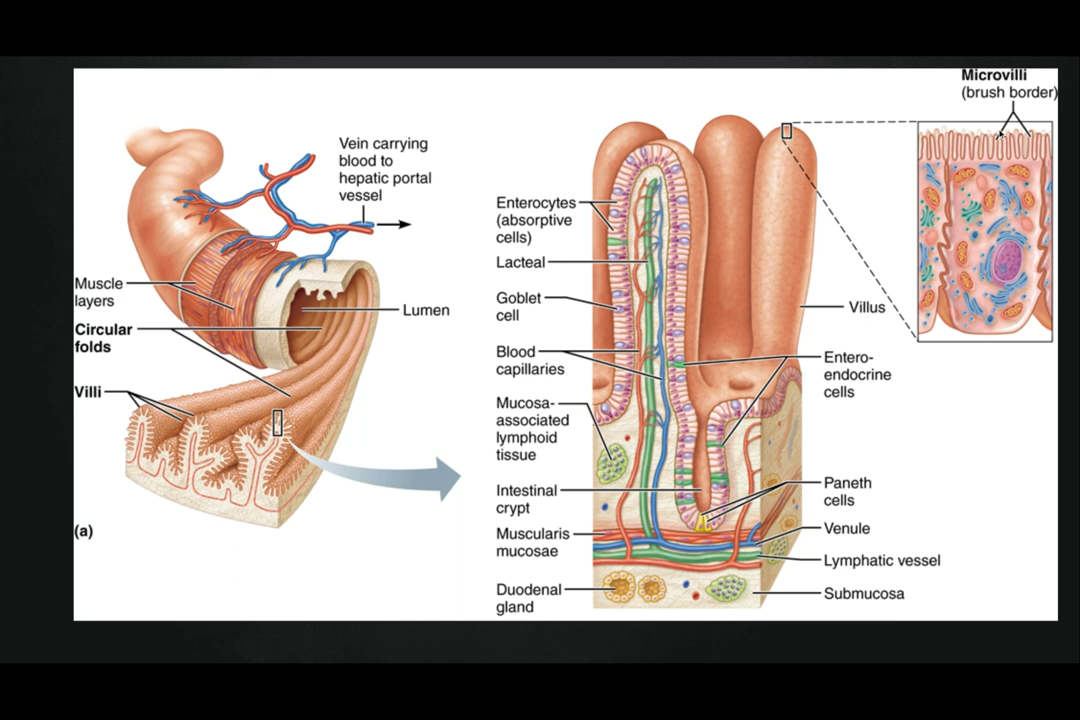 Microvilli
(brush border)
Vein carrying
blood to
hepatic portal
vessel
Muscle
layers
Lumen
Circular
folds
Villi
(a)
Enterocytes
(absorptive
cells)
Lacteal
Goblet
cell
Blood
capillaries
Mucosa-
associated
lymphoid
tissue
Intestinal
crypt
Muscularis
mucosae
Duodenal
gland
Villus
Entero-
endocrine
cells
Paneth
cells
Venule
Lymphatic vessel
Submucosa